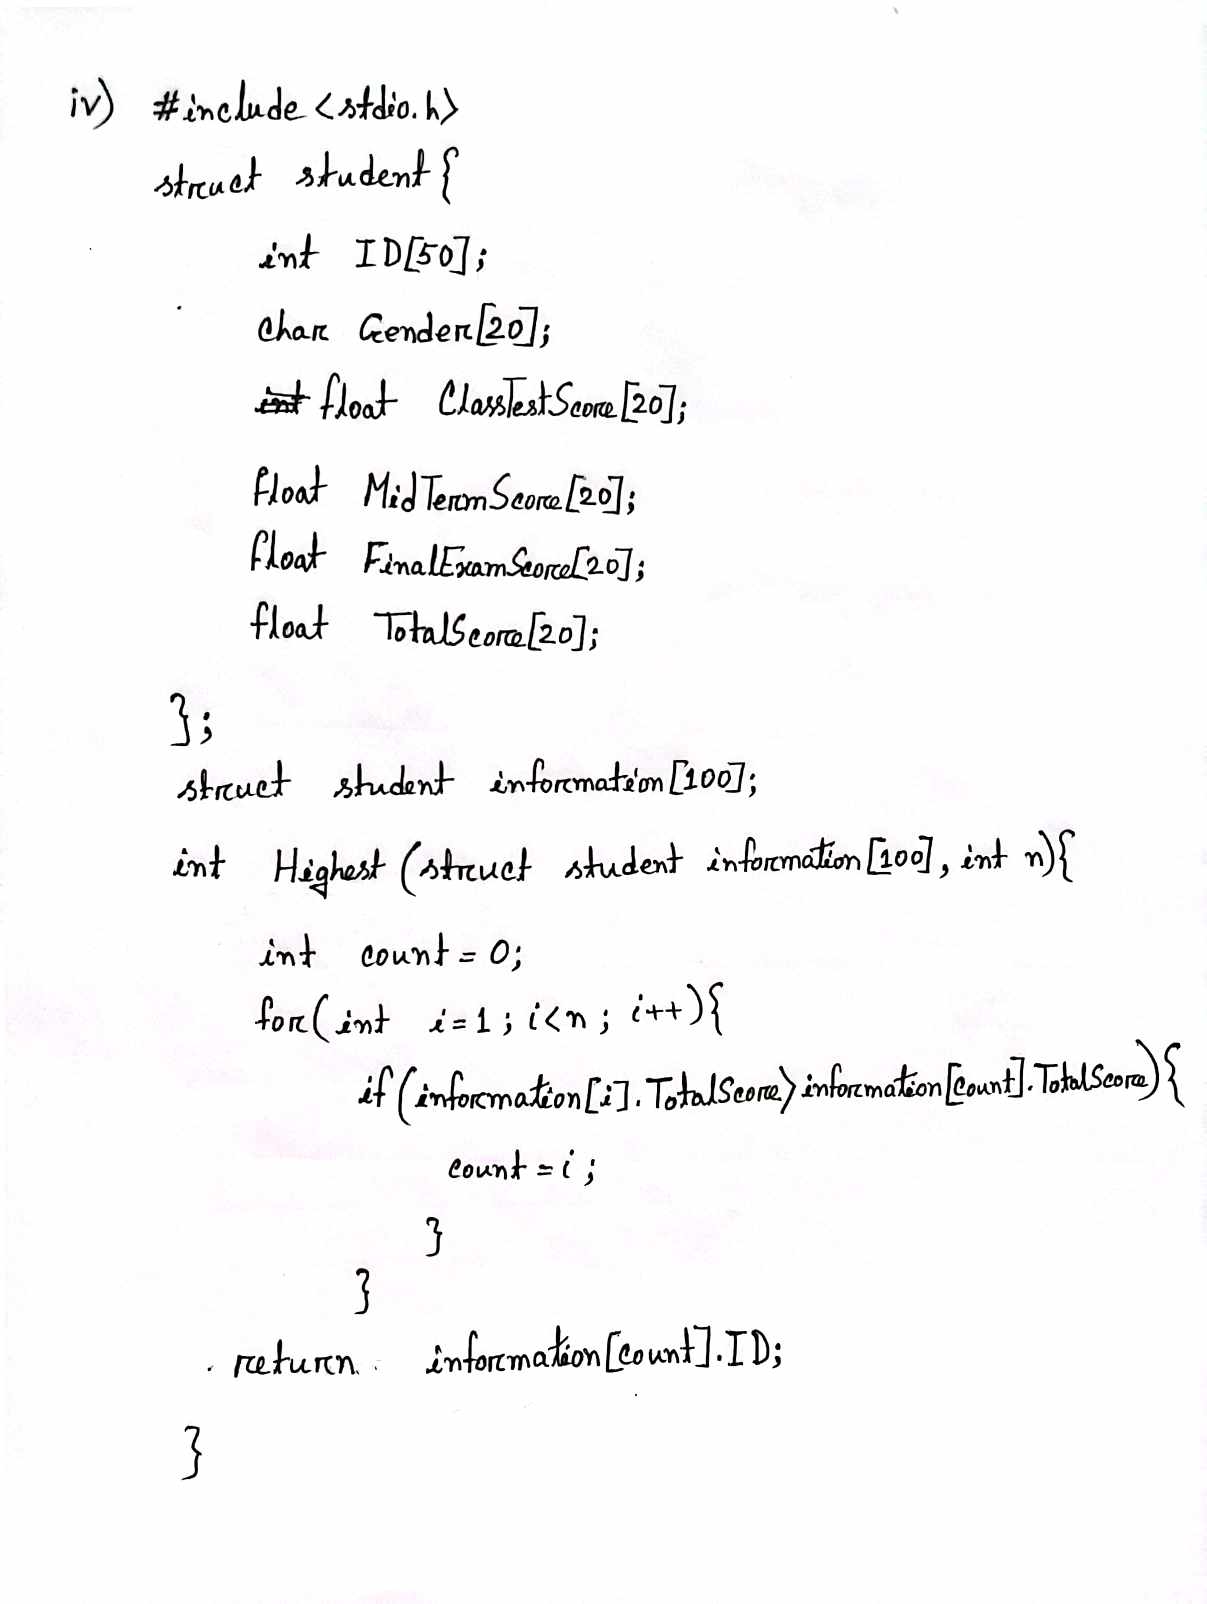 iv) #include <stdio.h>
struct student {
int ID[50];
char Gender[20];
int float ClassTestScore[20];
float MidTermScore[20];
float FinalExamScore[20];
float TotalScore[20];
};
struct student information[100];
int Highest (struct student information[100], int n){
int count = 0;
for(int i=1; i<n; i++){
if(information[i].TotalScore>information[count].TotalScore){
count = i;
}
}
return information[count].ID;
}